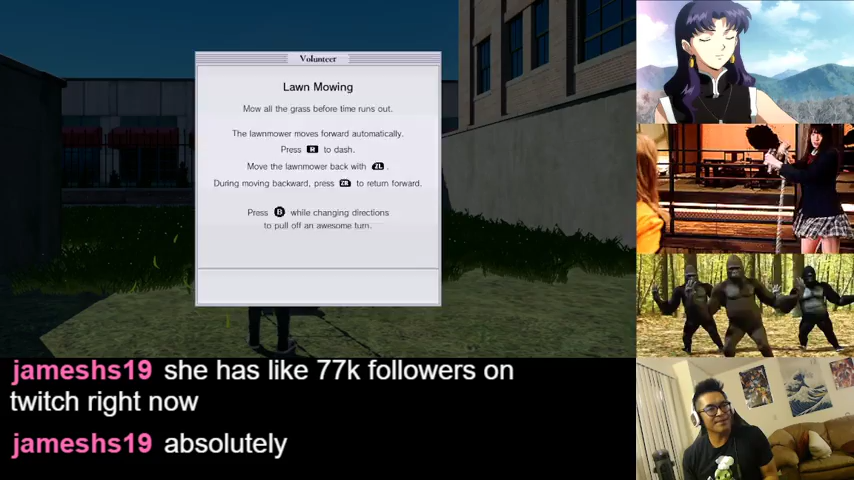 Volunteer
Lawn Mowing
Mow all the grass before time runs out.
The lawnmower moves forward automatically.
Press R to dash.
Move the lawnmower back with ZL.
During moving backward, press ZR to return forward.
Press B while changing directions
to pull off an awesome turn.
jameshs19 she has like 77k followers on
twitch right now
jameshs19 absolutely